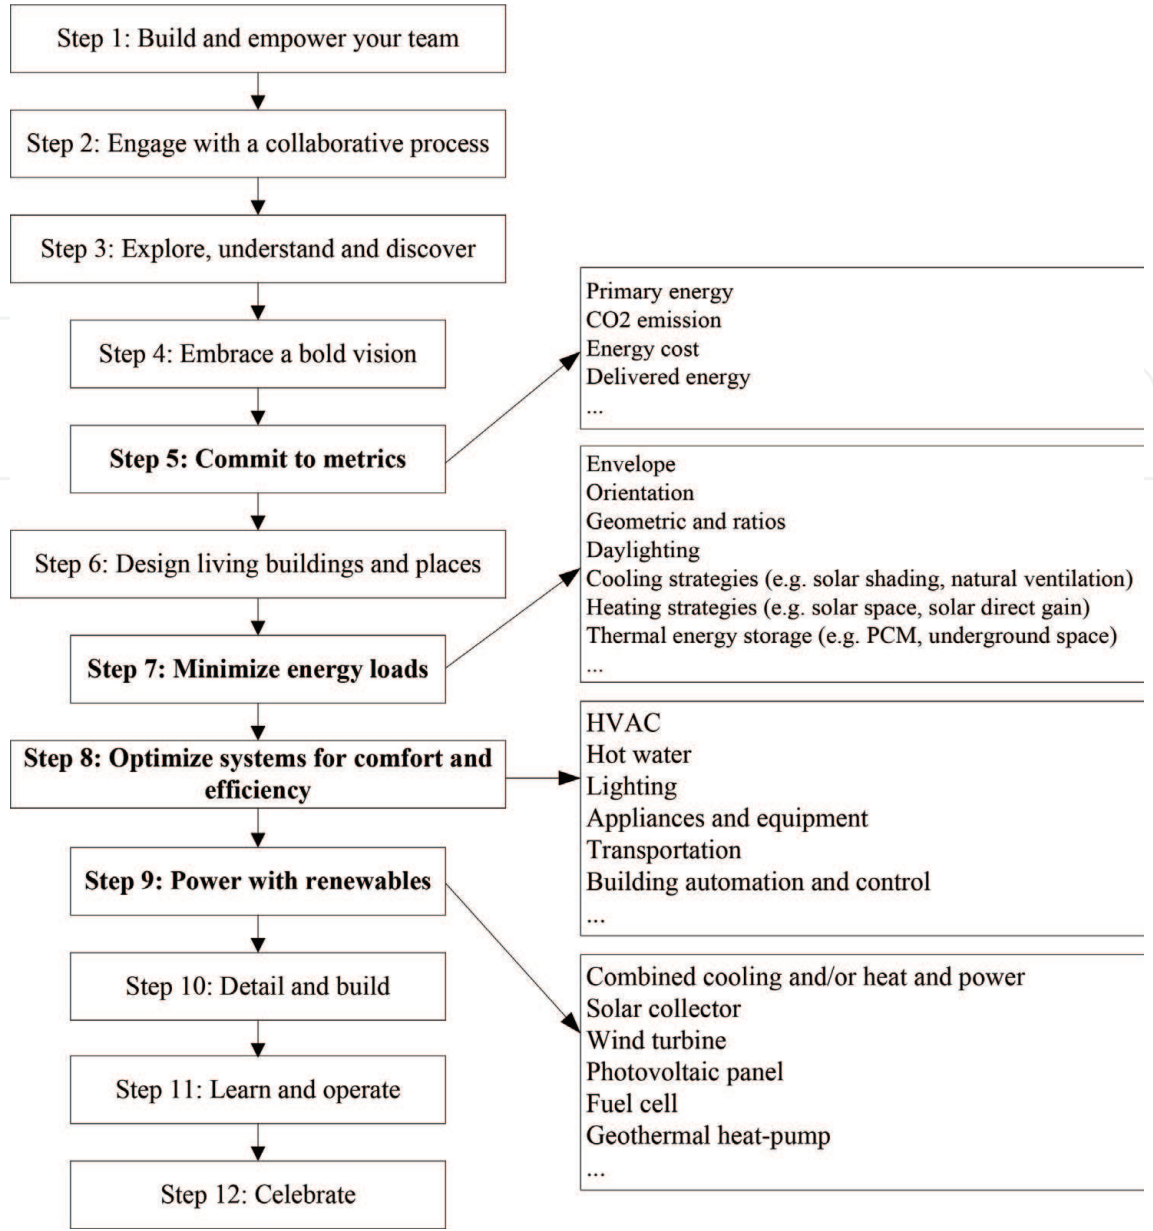 Step 1: Build and empower your team
Step 2: Engage with a collaborative process
Step 3: Explore, understand and discover
Step 4: Embrace a bold vision
Step 5: Commit to metrics
Step 6: Design living buildings and places
Step 7: Minimize energy loads
Step 8: Optimize systems for comfort and
efficiency
Step 9: Power with renewables
Step 10: Detail and build
Step 11: Learn and operate
Step 12: Celebrate
Primary energy
CO2 emission
Energy cost
Delivered energy
...
Envelope
Orientation
Geometric and ratios
Daylighting
Cooling strategies (e.g. solar shading, natural ventilation)
Heating strategies (e.g. solar space, solar direct gain)
Thermal energy storage (e.g. PCM, underground space)
...
HVAC
Hot water
Lighting
Appliances and equipment
Transportation
Building automation and control
...
Combined cooling and/or heat and power
Solar collector
Wind turbine
Photovoltaic panel
Fuel cell
Geothermal heat-pump
...